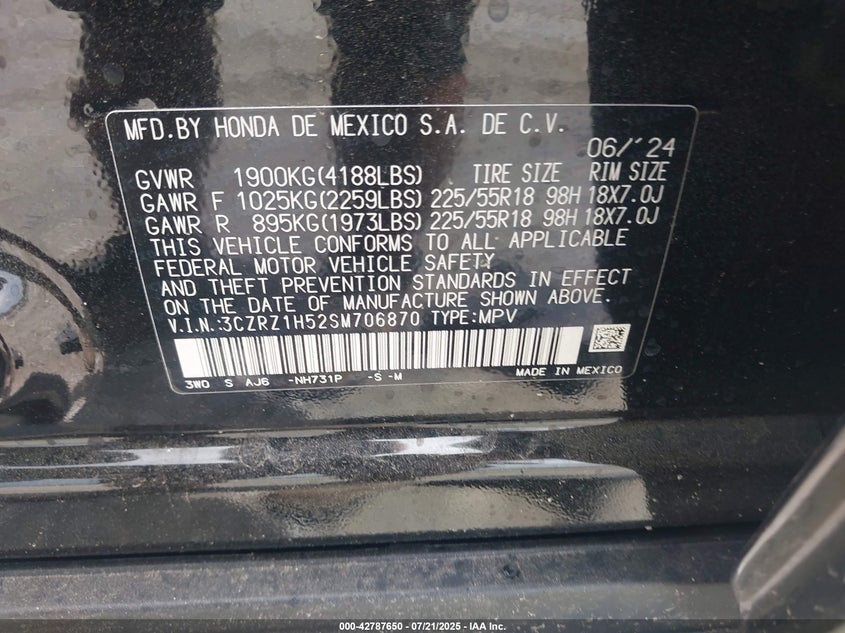 MFD.BY HONDA DE MEXICO S.A. DE C.V.
06/'24
GVWR 1900KG(4188LBS) TIRE SIZE RIM SIZE
GAWR F 1025KG(2259LBS) 225/55R18 98H 18X7.0J
GAWR R 895KG(1973LBS) 225/55R18 98H 18X7.0J
THIS VEHICLE CONFORMS TO ALL APPLICABLE
FEDERAL MOTOR VEHICLE SAFETY
AND THEFT PREVENTION STANDARDS IN EFFECT
ON THE DATE OF MANUFACTURE SHOWN ABOVE.
V.I.N.:3CZRZ1H52SM706870 TYPE:MPV
3W0 S AJ6 -NH731P -S -M MADE IN MEXICO
000-42787650 - 07/21/2025 - IAA Inc.